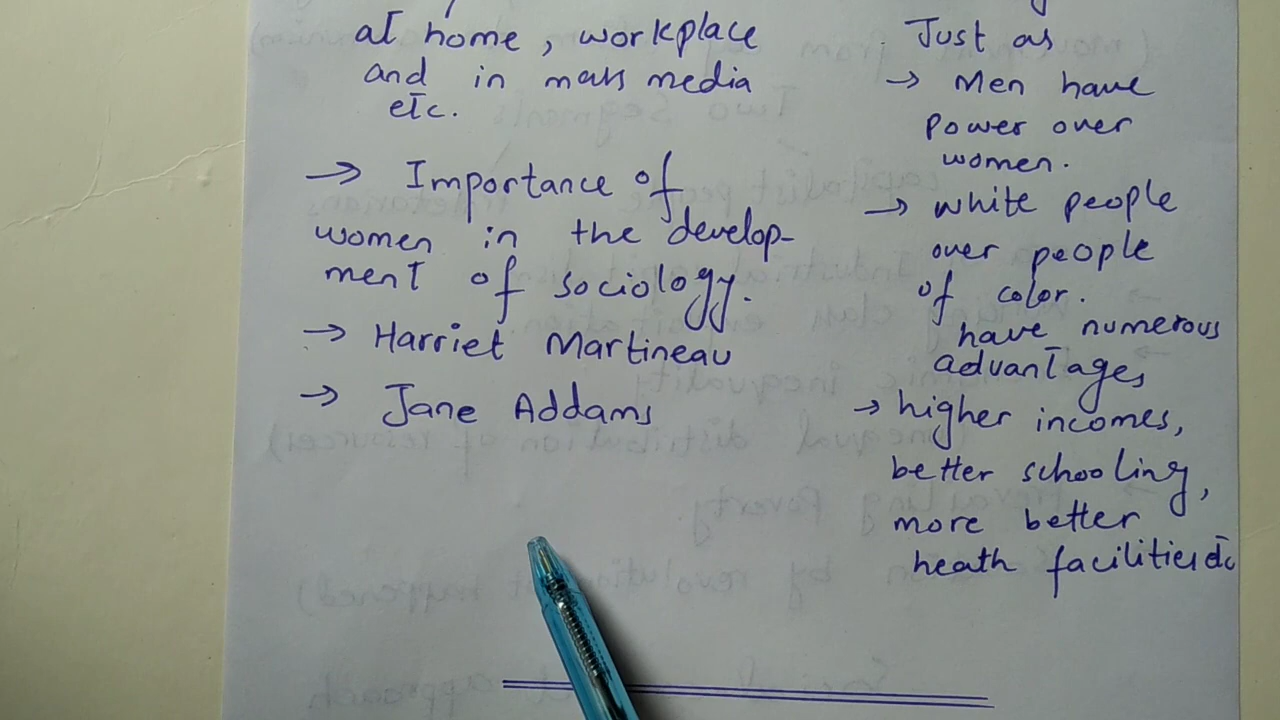 at home, workplace
and in mass media
etc.
→ Importance of
women in the develop-
ment of sociology.
→ Harriet Martineau
→ Jane Addams
Just as
→ Men have
power over
women.
→ white people
over people
of color.
have numerous
advantages
→ higher incomes,
better schooling,
more better
heath facilities etc